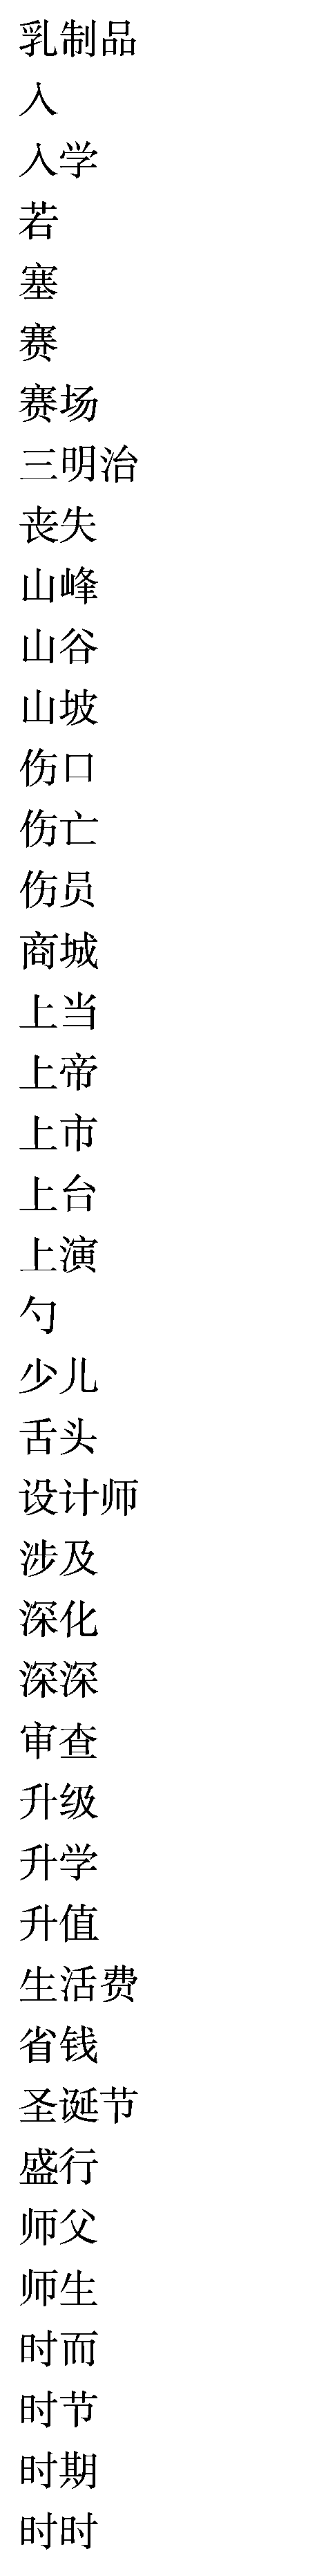 乳制品
入
入学
若
塞
赛
赛场
三明治
丧失
山峰
山谷
山坡
伤口
伤亡
伤员
商城
上当
上帝
上市
上台
上演
勺
少儿
舌头
设计师
涉及
深化
深深
审查
升级
升学
升值
生活费
省钱
圣诞节
盛行
师父
师生
时而
时节
时期
时时